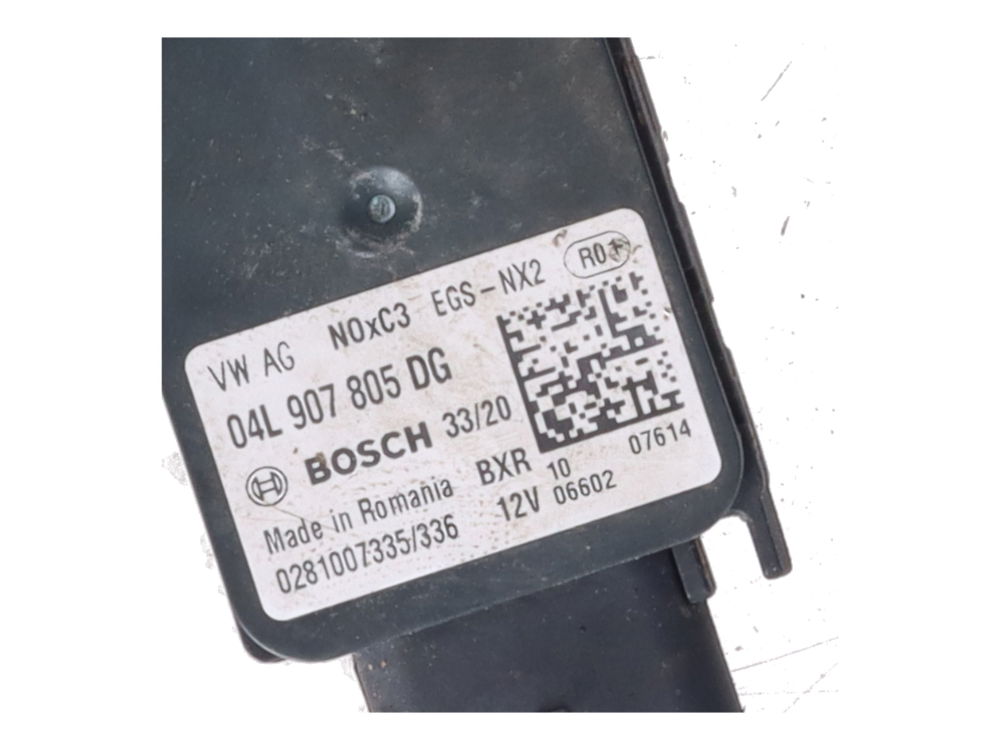 VW AG NOxC3 EGS-NX2 R01
04L 907 805 DG
BOSCH 33/20
Made in Romania BXR 10 07614
0281007335/336 12V 06602